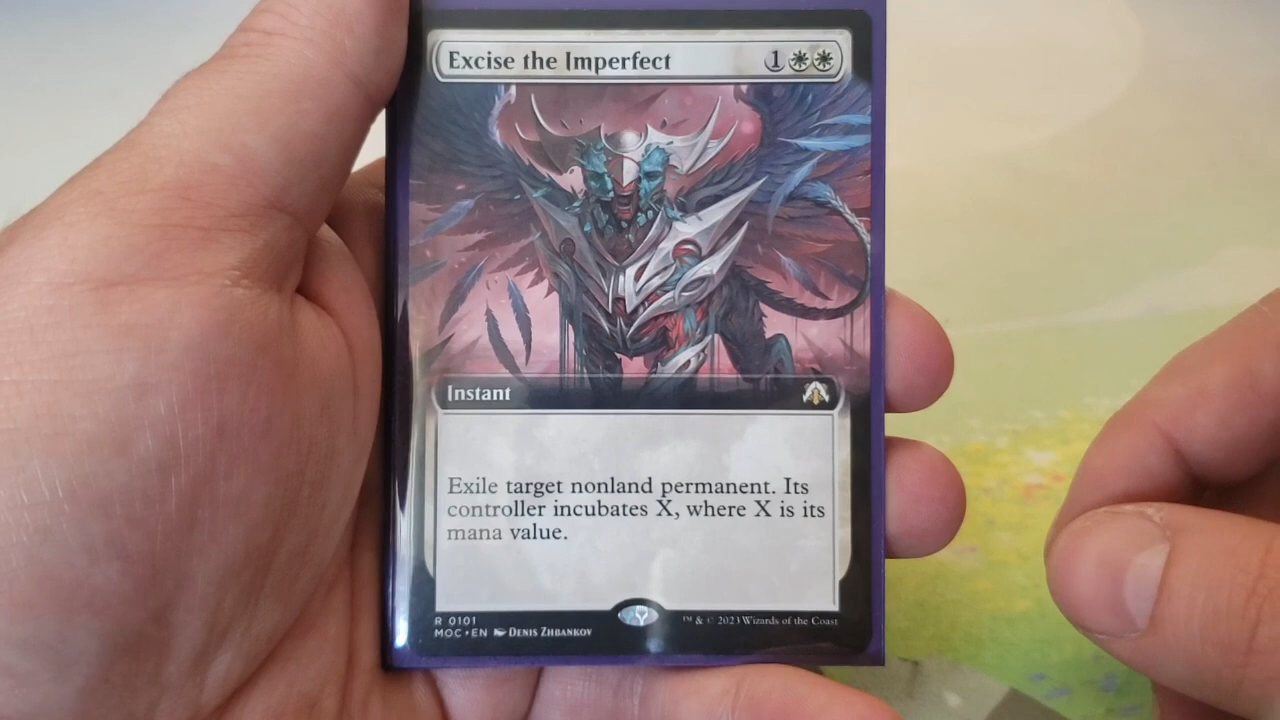 Excise the Imperfect 1
Instant
Exile target nonland permanent. Its
controller incubates X, where X is its
mana value.
R 0101
MOC • EN DENIS ZHBANKOV
™ & © 2023 Wizards of the Coast